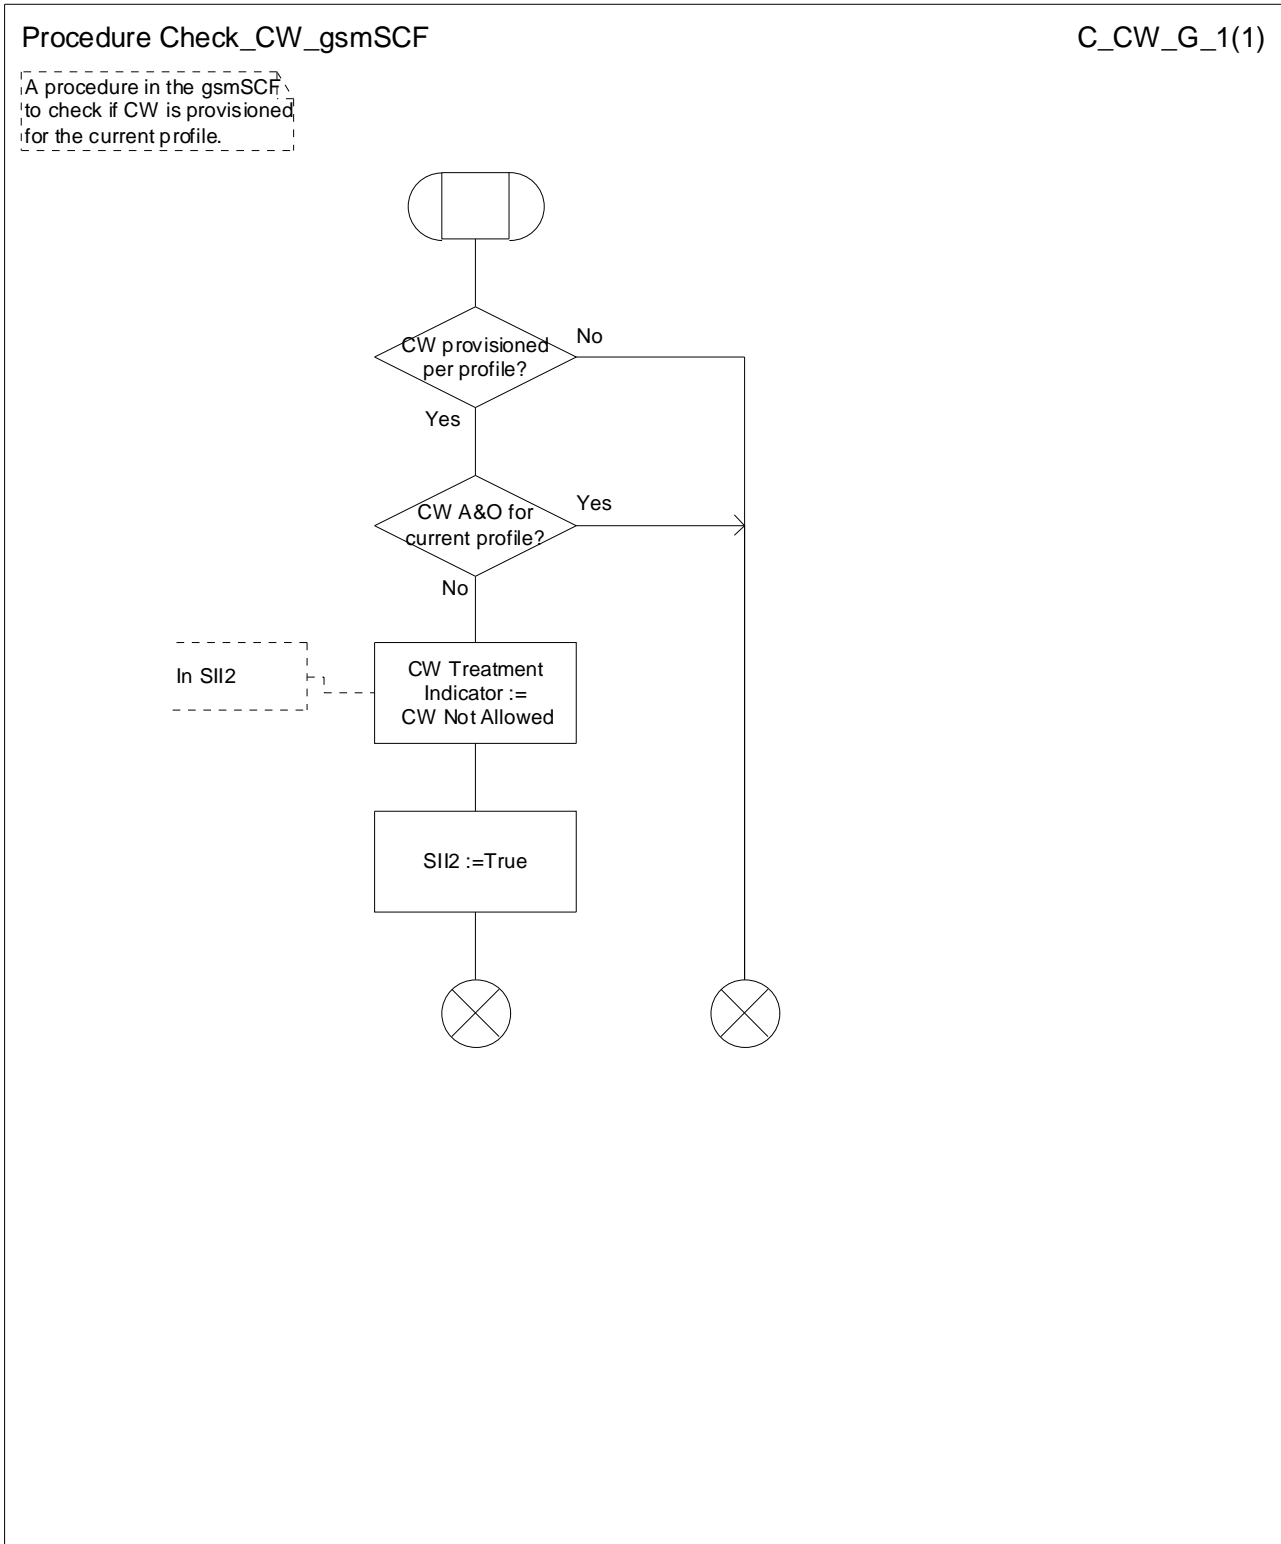 Procedure Check_CW_gsmSCF
C_CW_G_1(1)
A procedure in the gsmSCF
to check if CW is provisioned
for the current profile.
CW provisioned
per profile?
No
Yes
CW A&O for
current profile?
Yes
No
In SII2
CW Treatment
Indicator :=
CW Not Allowed
SII2 :=True